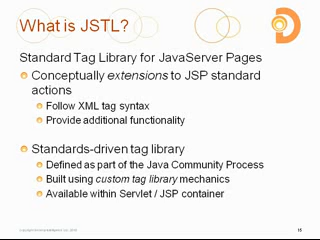 What is JSTL?
Standard Tag Library for JavaServer Pages
Conceptually extensions to JSP standard
actions
Follow XML tag syntax
Provide additional functionality
Standards-driven tag library
Defined as part of the Java Community Process
Built using custom tag library mechanics
Available within Servlet / JSP container